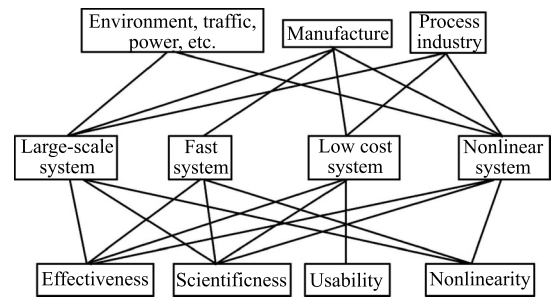 Environment, traffic,
power, etc.
Manufacture
Process
industry
Large-scale
system
Fast
system
Low cost
system
Nonlinear
system
Effectiveness
Scientificness
Usability
Nonlinearity